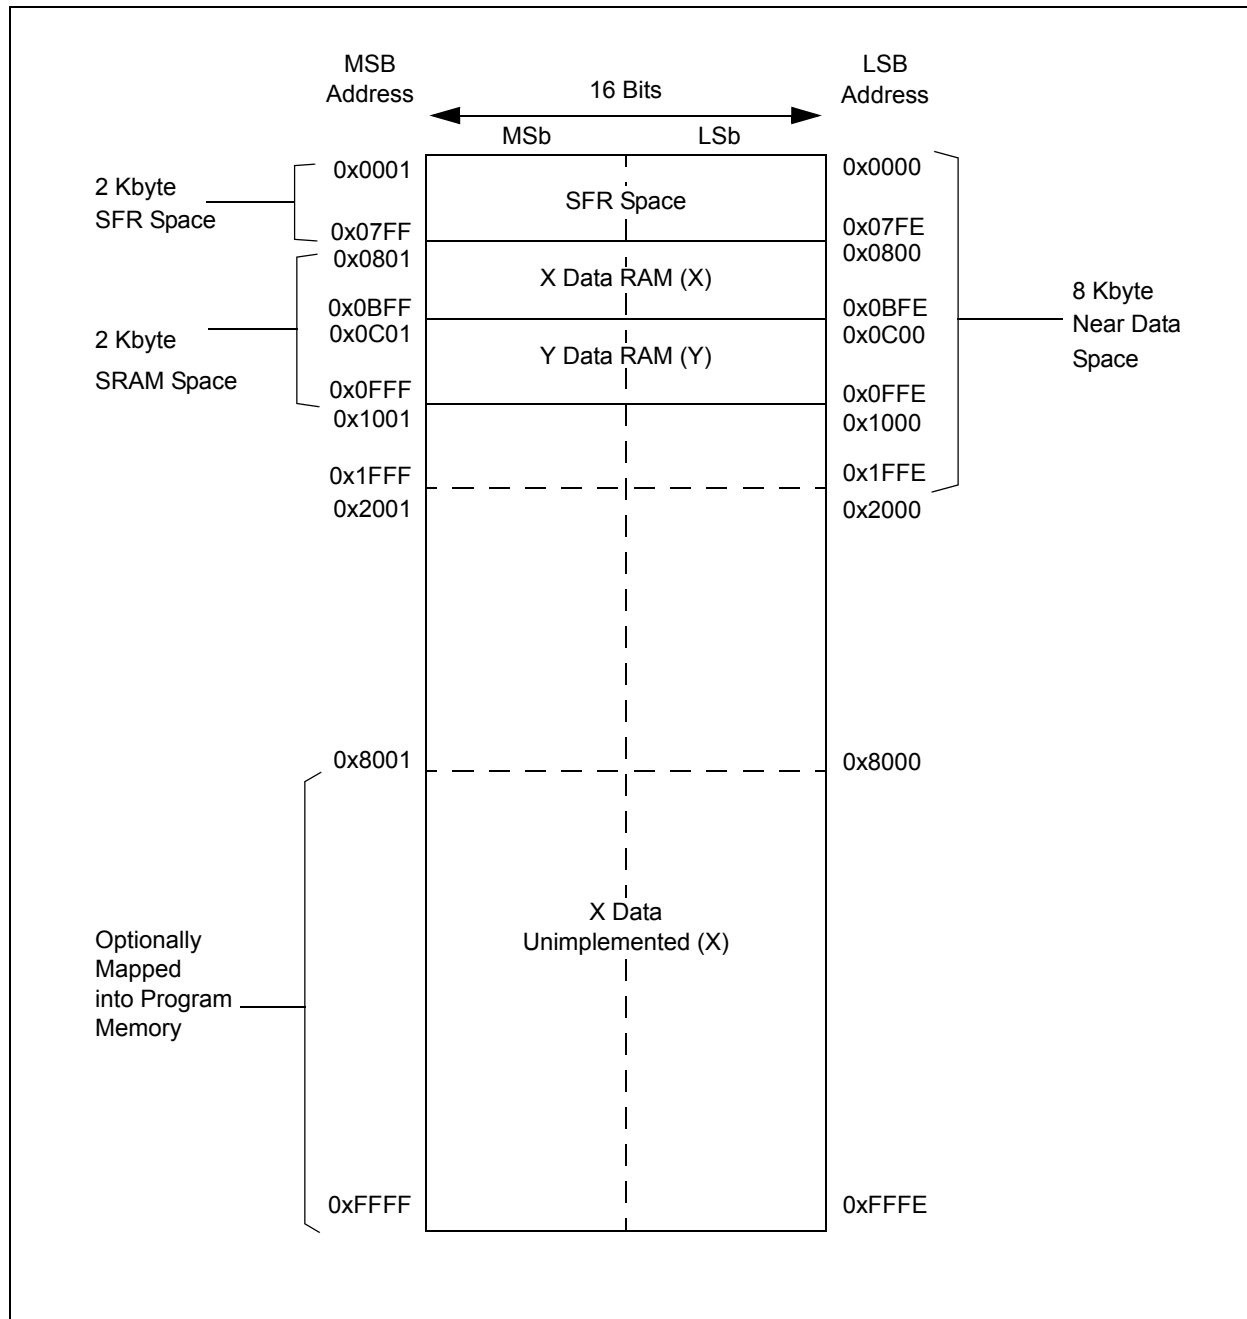 MSB
Address
LSB
Address
16 Bits
MSb
LSb
0x0001
0x0000
2 Kbyte
SFR Space
SFR Space
0x07FF
0x07FE
0x0801
0x0800
X Data RAM (X)
0x0BFF
0x0BFE
0x0C01
0x0C00
2 Kbyte
SRAM Space
Y Data RAM (Y)
8 Kbyte
Near Data
Space
0x0FFF
0x0FFE
0x1001
0x1000
0x1FFF
0x1FFE
0x2001
0x2000
0x8001
0x8000
X Data
Unimplemented (X)
Optionally
Mapped
into Program
Memory
0xFFFF
0xFFFE